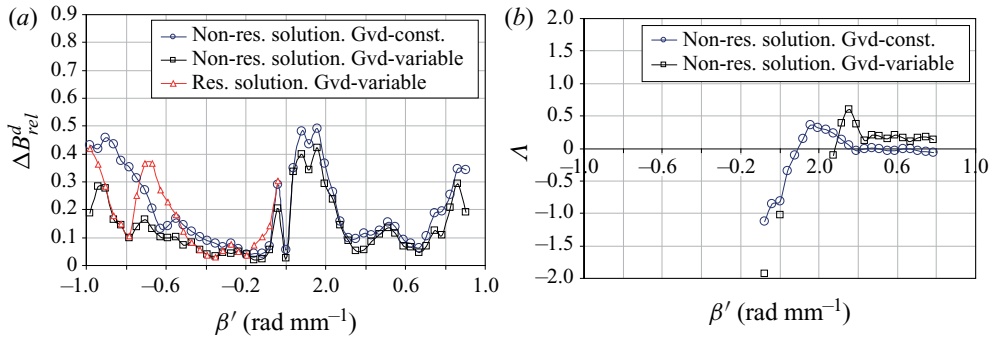 (a)
0.9
0.8
0.7
0.6
0.5
0.4
0.3
0.2
0.1
0
ΔB^d_rel
Non-res. solution. Gvd-const.
Non-res. solution. Gvd-variable
Res. solution. Gvd-variable
–1.0 –0.6 –0.2 2.0 0.6 1.0
β′ (rad mm⁻¹)
(b)
2.0
1.5
1.0
0.5
0
–0.5
–1.0
–1.5
–2.0
Λ
Non-res. solution. Gvd-const.
Non-res. solution. Gvd-variable
–1.0 –0.6 –0.2 2.0 0.6 1.0
β′ (rad mm⁻¹)